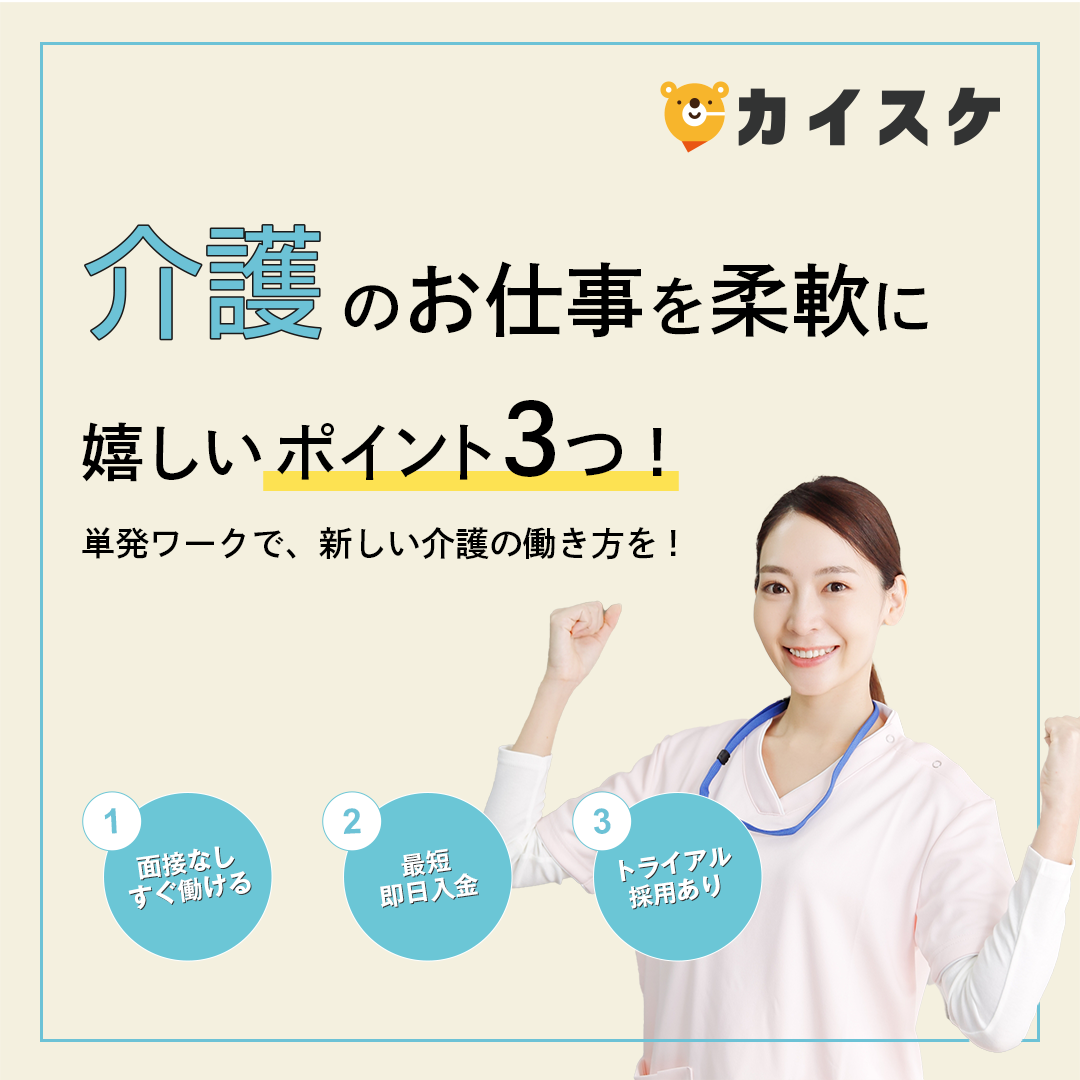 カイスケ
介護のお仕事を柔軟に
嬉しいポイント3つ！
単発ワークで、新しい介護の働き方を！
1
面接なし
すぐ働ける
2
最短
即日入金
3
トライアル
採用あり